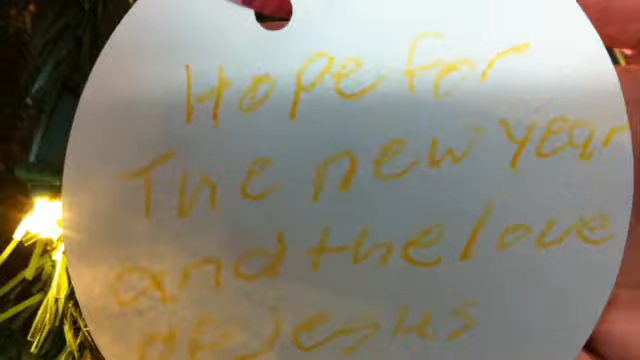 Hope for
The new year
and the love
of Jesus